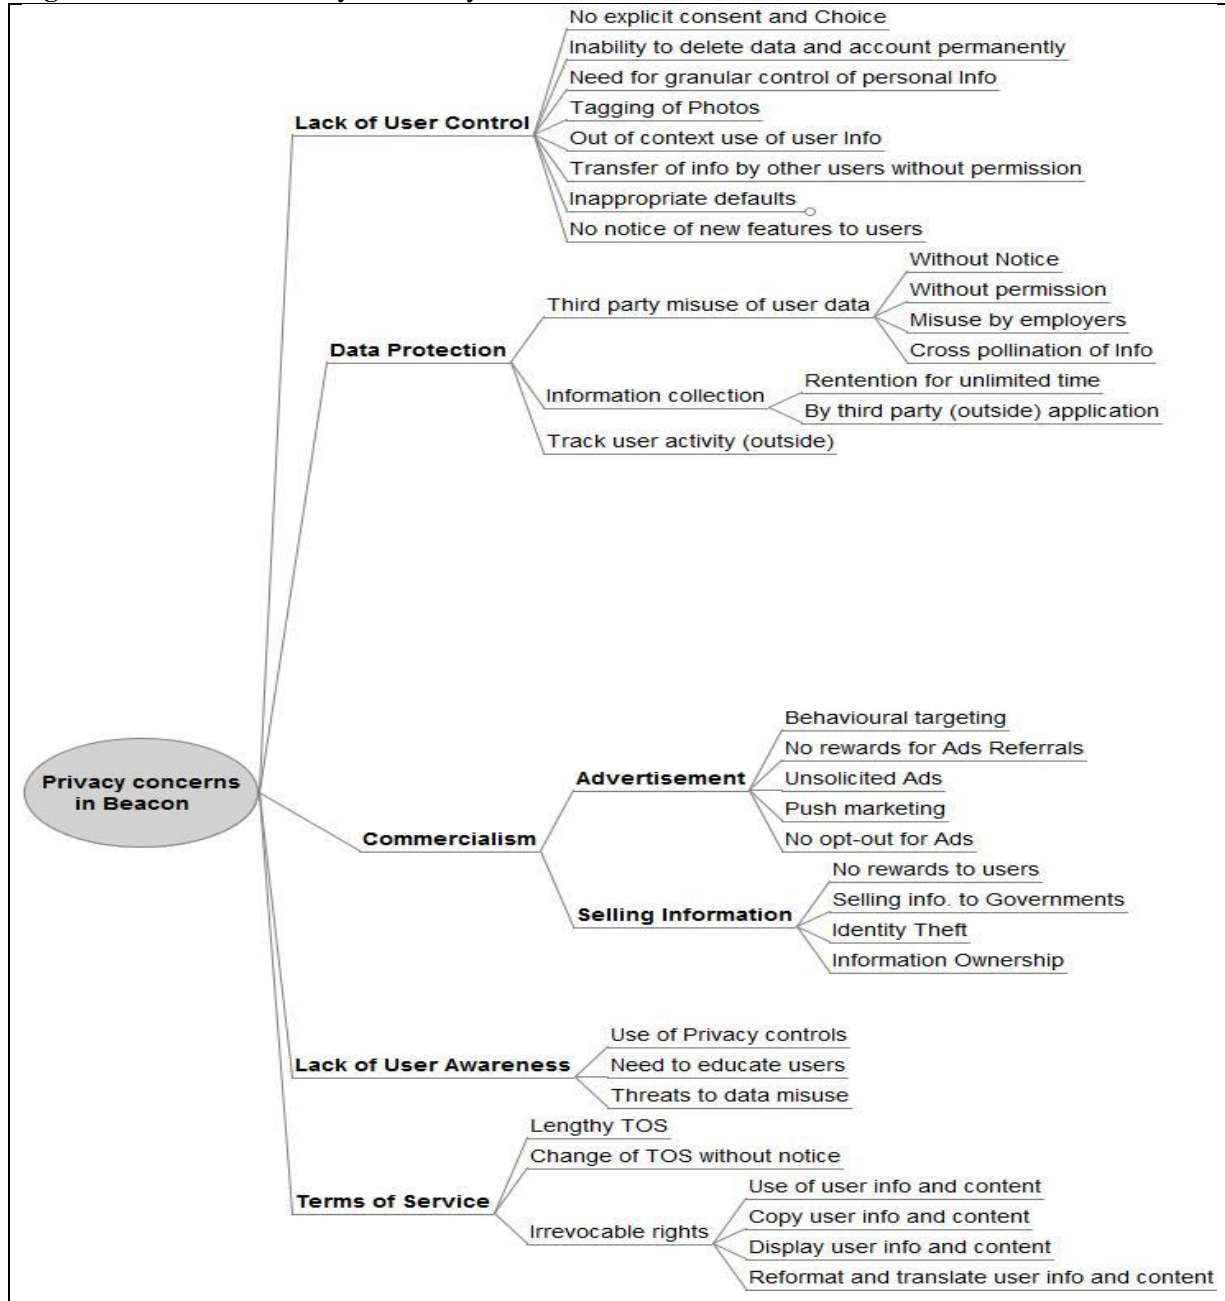 No explicit consent and Choice
Inability to delete data and account permanently
Need for granular control of personal Info
Tagging of Photos
Lack of User Control
Out of context use of user Info
Transfer of info by other users without permission
Inappropriate defaults
No notice of new features to users
Without Notice
Without permission
Third party misuse of user data
Misuse by employers
Cross pollination of Info
Data Protection
Rentention for unlimited time
Information collection
By third party (outside) application
Track user activity (outside)
Behavioural targeting
No rewards for Ads Referrals
Privacy concerns
in Beacon
Advertisement
Unsolicited Ads
Push marketing
No opt-out for Ads
Commercialism
No rewards to users
Selling info. to Governments
Selling Information
Identity Theft
Information Ownership
Use of Privacy controls
Lack of User Awareness
Need to educate users
Threats to data misuse
Lengthy TOS
Change of TOS without notice
Terms of Service
Use of user info and content
Copy user info and content
Irrevocable rights
Display user info and content
Reformat and translate user info and content